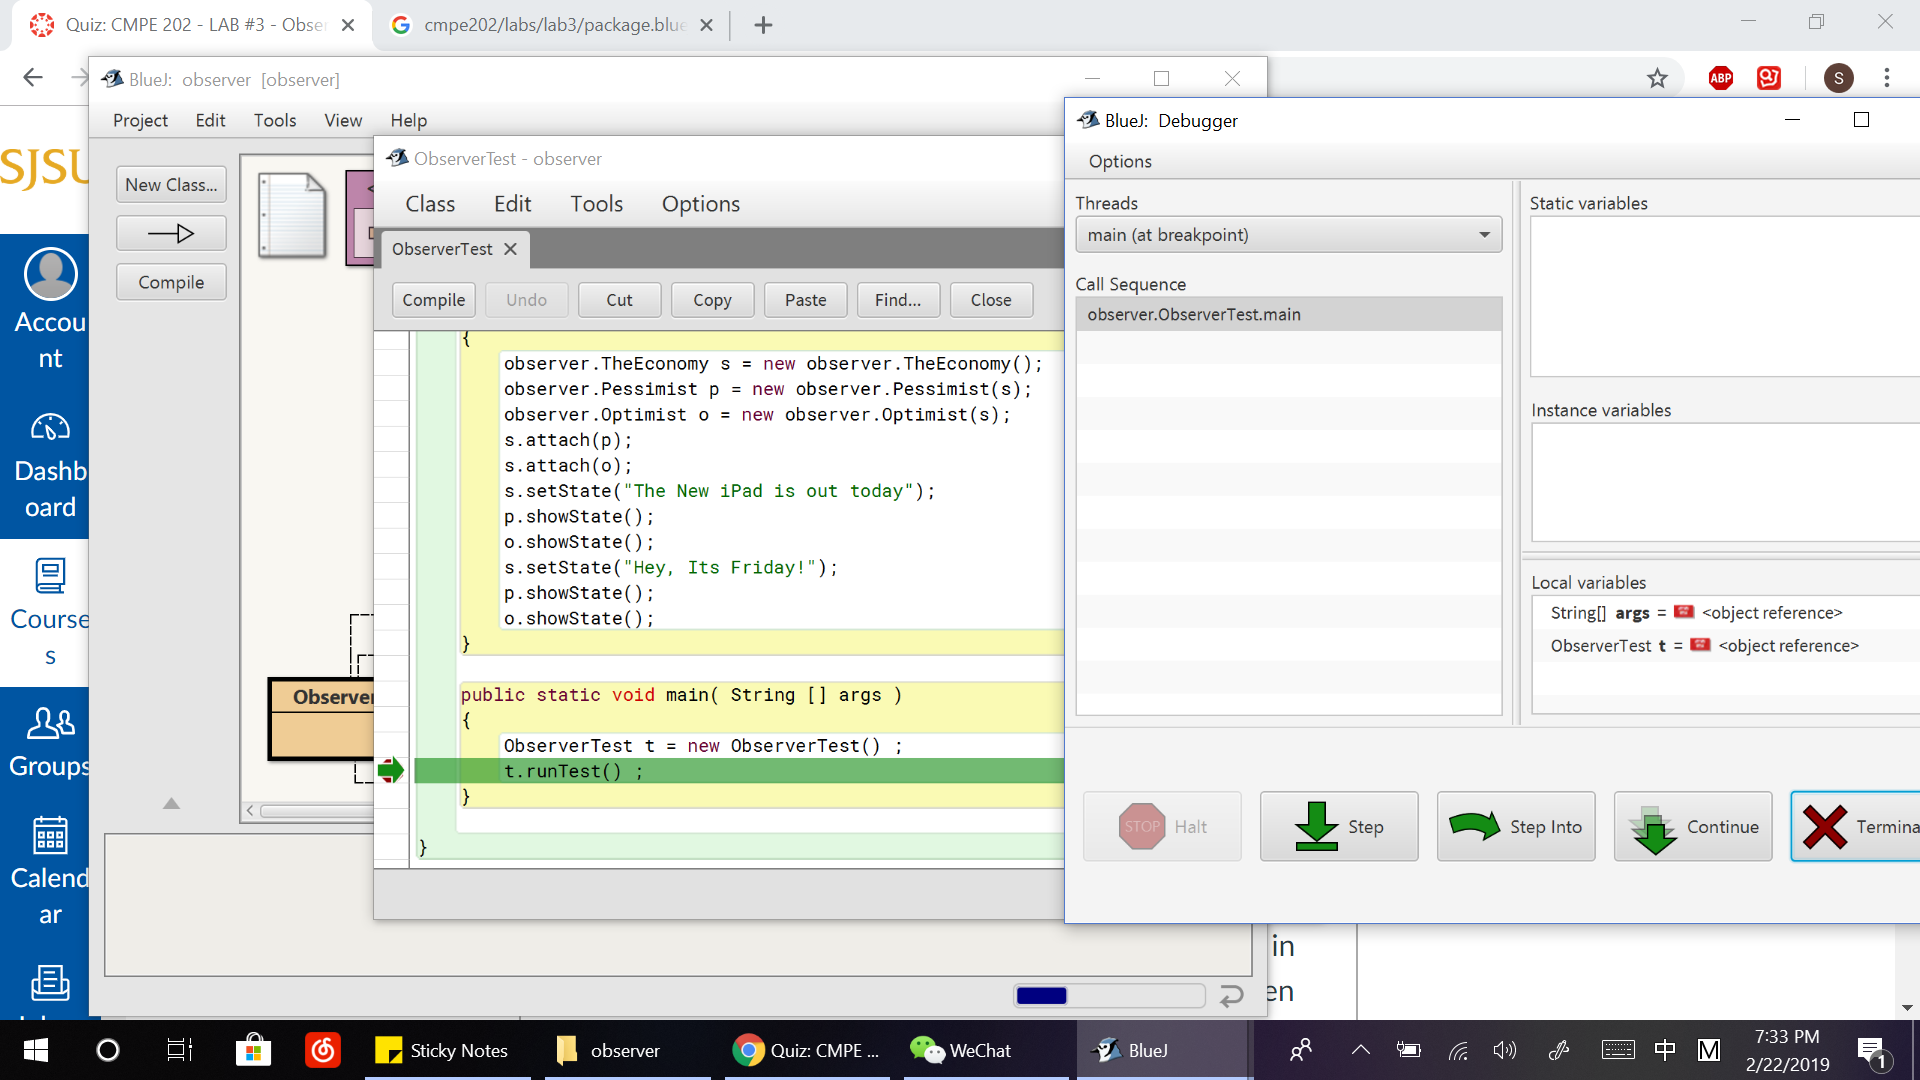 Quiz: CMPE 202 - LAB #3 - Obse
cmpe202/labs/lab3/package.blue
BlueJ: observer [observer]
ABP
S
Project Edit Tools View Help
SJSU
New Class...
Compile
Accou
nt
Dashb
oard
Course
s
Groups
Calend
ar
Observer
ObserverTest - observer
Class Edit Tools Options
ObserverTest
Compile Undo Cut Copy Paste Find... Close
{
observer.TheEconomy s = new observer.TheEconomy();
observer.Pessimist p = new observer.Pessimist(s);
observer.Optimist o = new observer.Optimist(s);
s.attach(p);
s.attach(o);
s.setState("The New iPad is out today");
p.showState();
o.showState();
s.setState("Hey, Its Friday!");
p.showState();
o.showState();
}
public static void main( String [] args )
{
ObserverTest t = new ObserverTest() ;
t.runTest() ;
}
}
BlueJ: Debugger
Options
Threads
main (at breakpoint)
Call Sequence
observer.ObserverTest.main
Static variables
Instance variables
Local variables
String[] args = <object reference>
ObserverTest t = <object reference>
STOP Halt
Step
Step Into
Continue
Termina
in
en
Sticky Notes
observer
Quiz: CMPE ...
WeChat
BlueJ
中
M
7:33 PM
2/22/2019
1